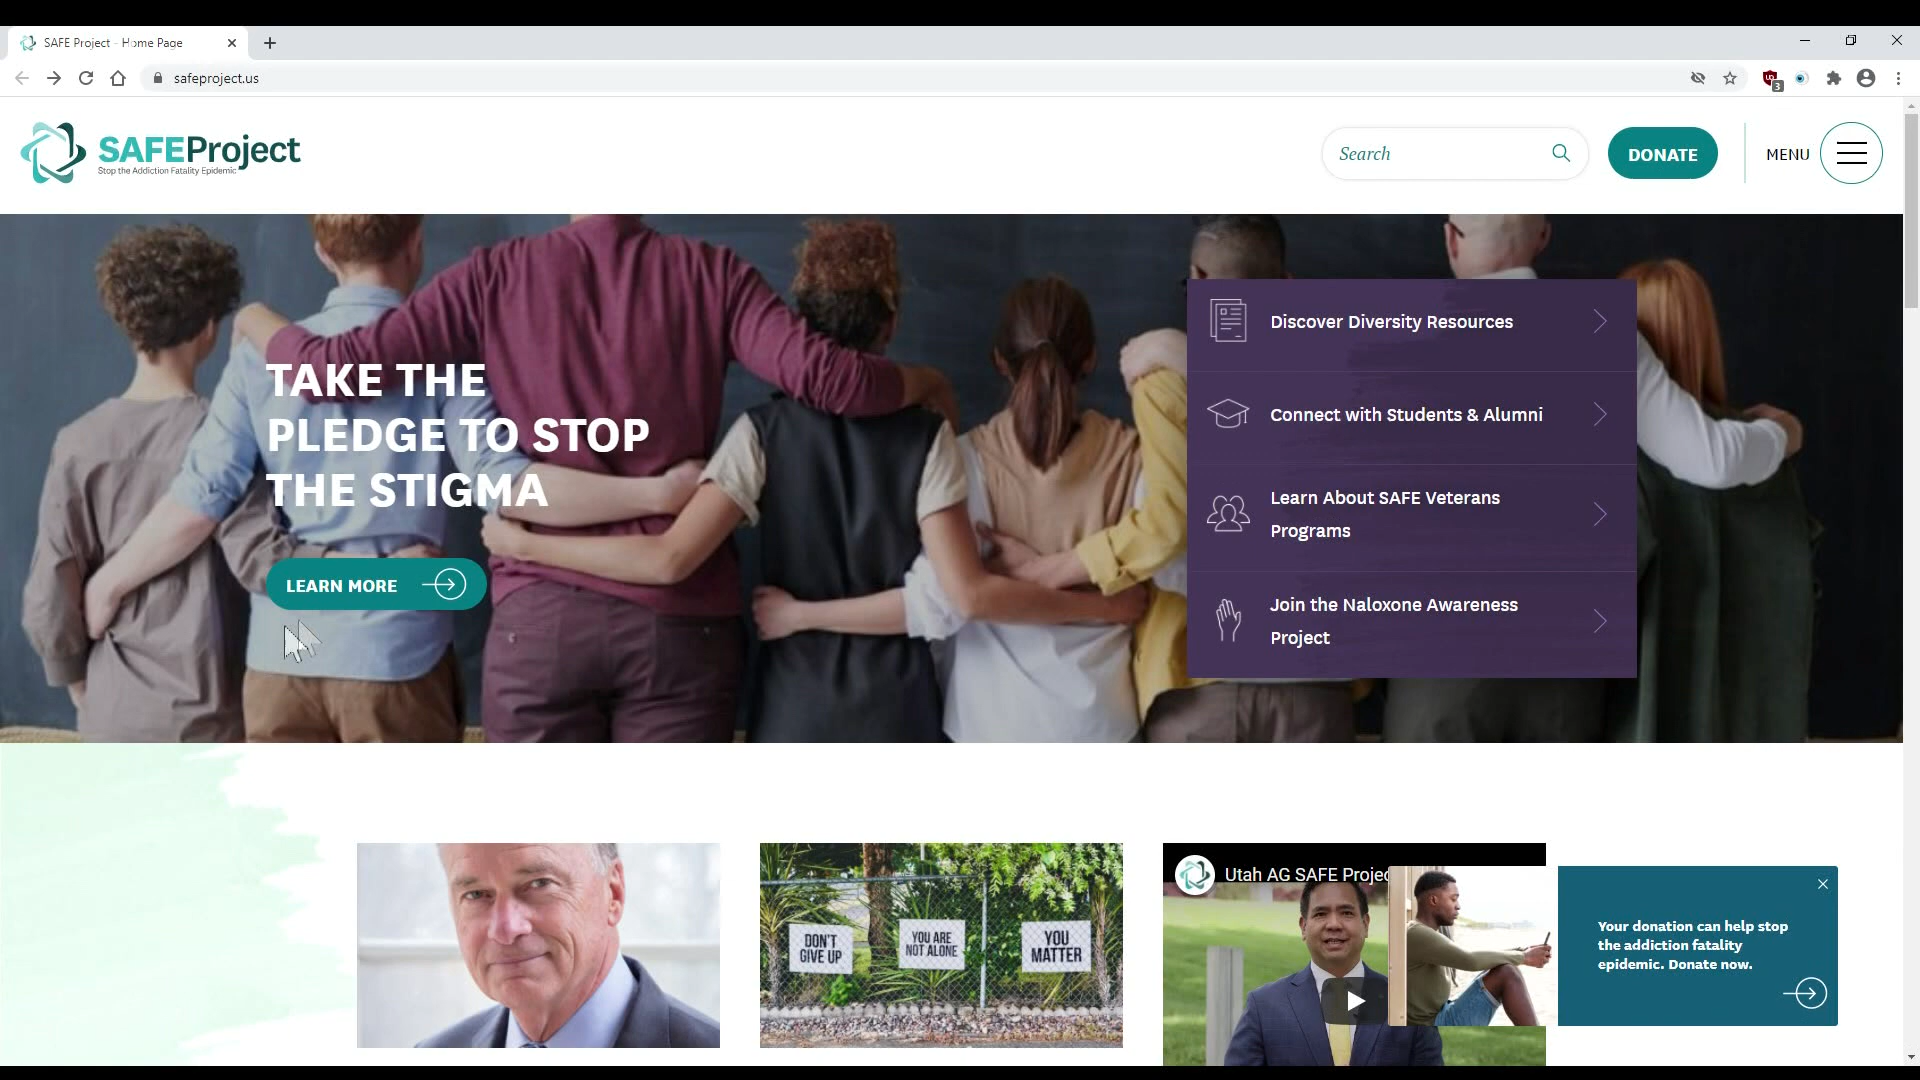 SAFE Project - Home Page
safeproject.us
3
SAFEProject
Stop the Addiction Fatality Epidemic
Search
DONATE
MENU
TAKE THE
PLEDGE TO STOP
THE STIGMA
LEARN MORE
Discover Diversity Resources
Connect with Students & Alumni
Learn About SAFE Veterans
Programs
Join the Naloxone Awareness
Project
DON'T
GIVE UP
YOU ARE
NOT ALONE
YOU
MATTER
Utah AG SAFE Projec
Your donation can help stop
the addiction fatality
epidemic. Donate now.